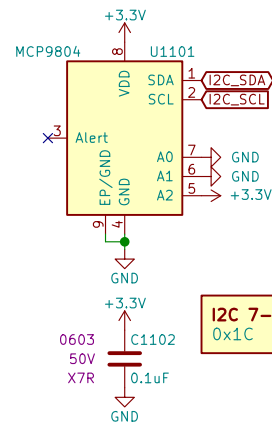 +3.3V
MCP9804
U1101
8
VDD
SDA 1 I2C_SDA
SCL 2 I2C_SCL
3 Alert
A0 7 GND
A1 6 GND
A2 5 +3.3V
EP/GND
GND
9 4
GND
+3.3V
0603 C1102
50V
X7R 0.1uF
GND
I2C 7-
0x1C